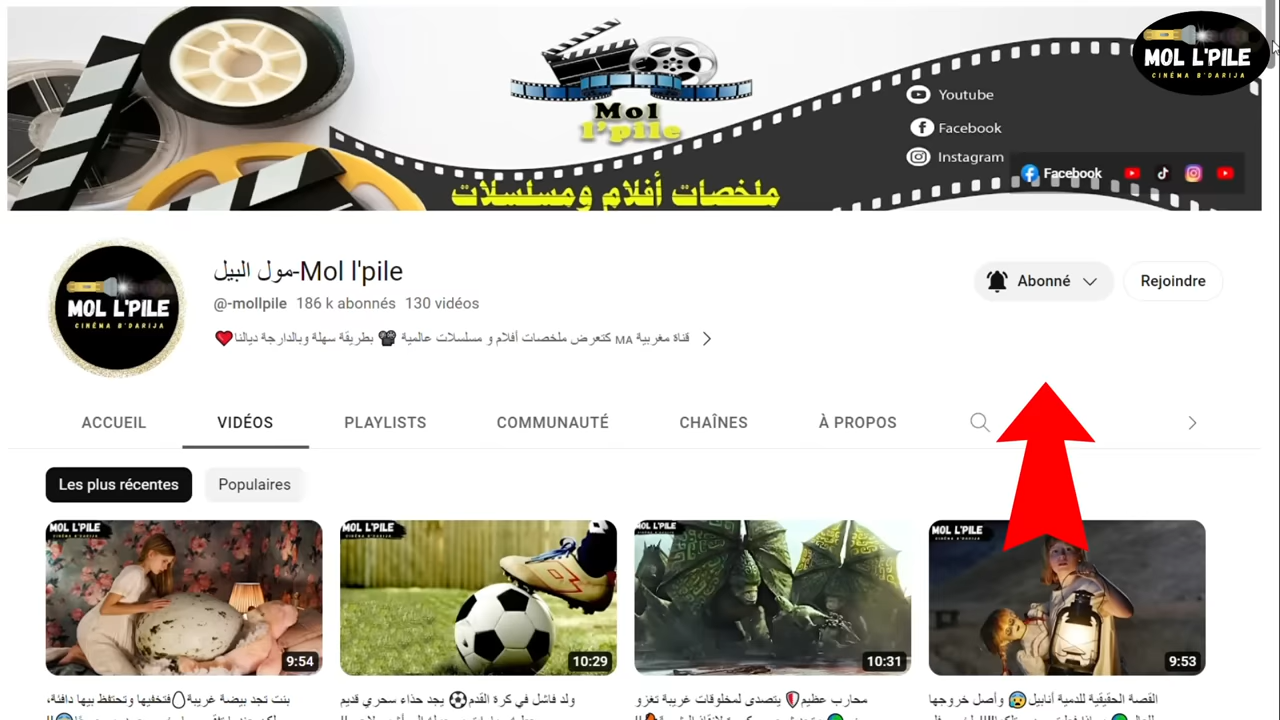 MOL L'PILE
CINÉMA B'DARIJA
Mol
l'pile
Youtube
Facebook
Instagram
Facebook
ملخصات أفلام ومسلسلات
MOL L'PILE
CINÉMA B'DARIJA
مول البيل-Mol l'pile
@-mollpile 186 k abonnés 130 vidéos
قناة مغربية MA كتعرض ملخصات أفلام و مسلسلات عالمية 📽 بطريقة سهلة وبالدارجة ديالنا❤️
Abonné
Rejoindre
ACCUEIL VIDÉOS PLAYLISTS COMMUNAUTÉ CHAÎNES À PROPOS
Les plus récentes Populaires
MOL L'PILE
MOL L'PILE
MOL L'PILE
MOL L'PILE
9:54
10:29
10:31
9:53
بنت تجد بيضة غريبة🥚فتخفيها وتحتفظ بيها دافئة،
ولد فاشل في كرة القدم⚽ يجد حذاء سحري قديم
محارب عظيم🛡 يتصدى لمخلوقات غريبة تغزو
القصة الحقيقية للدمية أنابيل😰 وأصل خروجها